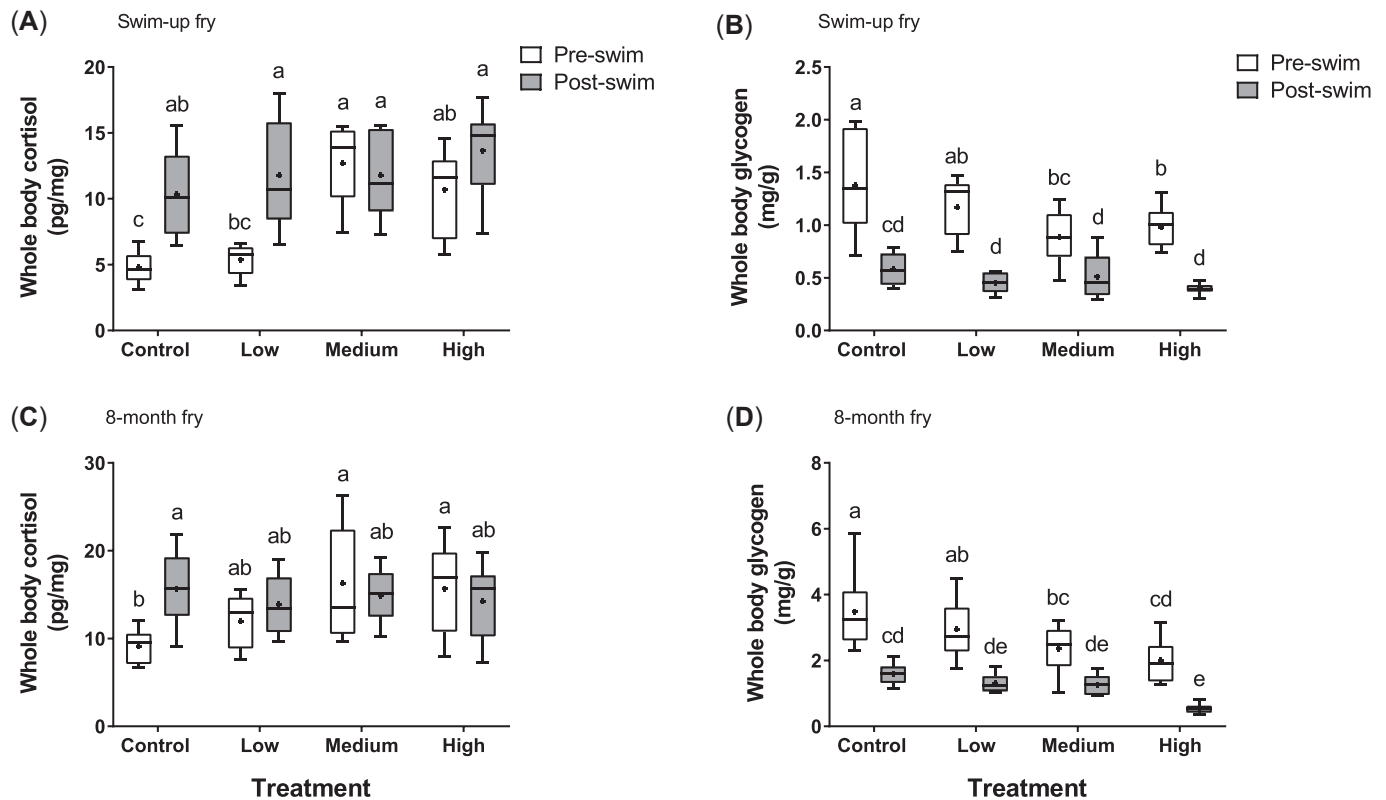 (A) Swim-up fry
Pre-swim
Post-swim
Whole body cortisol
(pg/mg)
20
15
10
5
0
c
ab
bc
a
a
a
ab
a
Control
Low
Medium
High
(B) Swim-up fry
Pre-swim
Post-swim
Whole body glycogen
(mg/g)
2.5
2.0
1.5
1.0
0.5
0.0
a
cd
ab
d
bc
d
b
d
Control
Low
Medium
High
(C) 8-month fry
Whole body cortisol
(pg/mg)
30
20
10
0
b
a
ab
ab
a
ab
a
ab
Control
Low
Medium
High
Treatment
(D) 8-month fry
Whole body glycogen
(mg/g)
8
6
4
2
0
a
cd
ab
de
bc
de
cd
e
Control
Low
Medium
High
Treatment